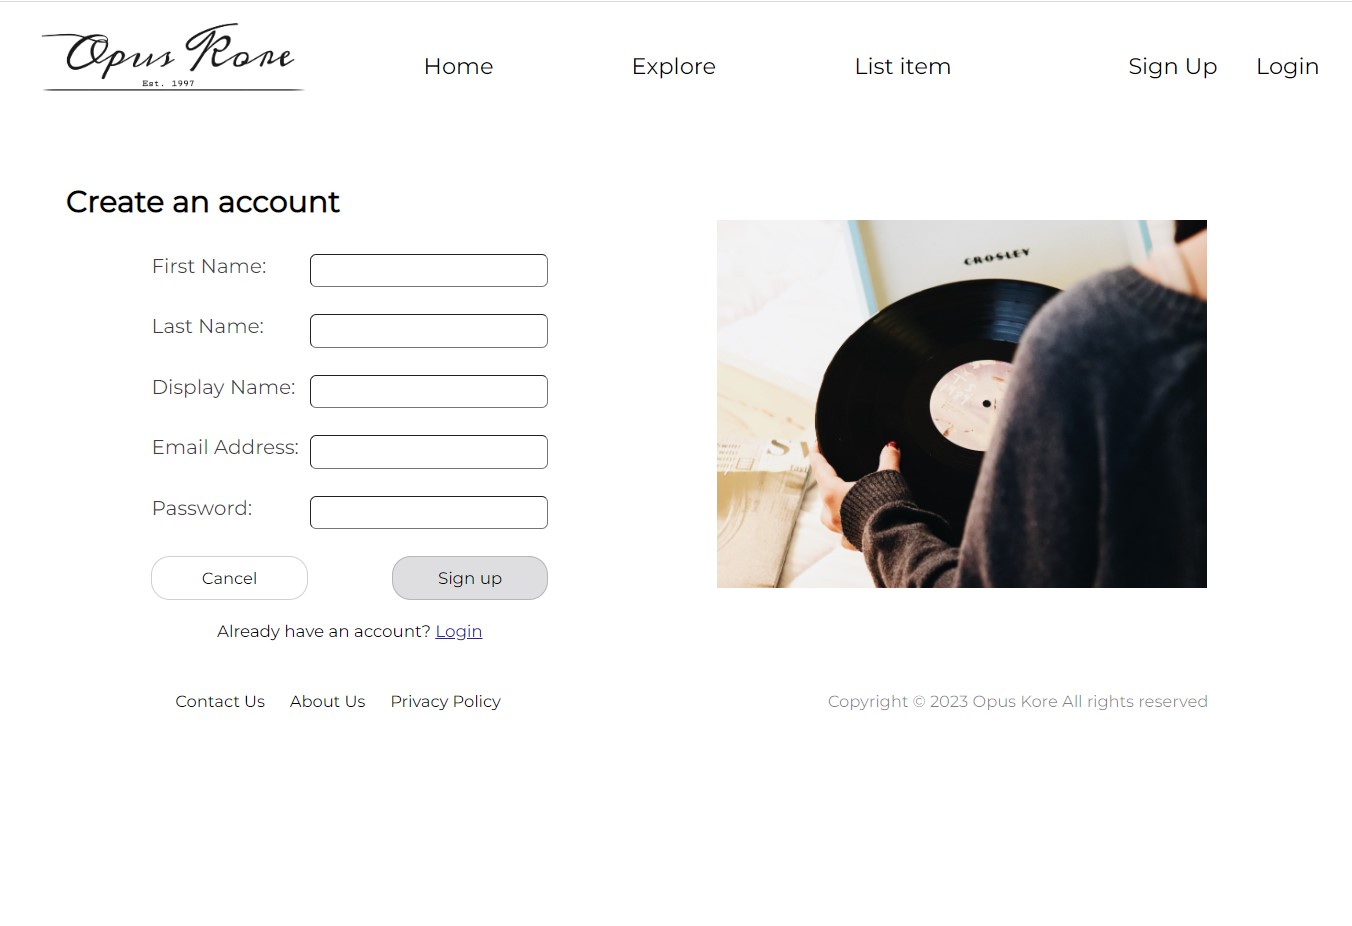 Opus Kore
Est. 1997
Home
Explore
List item
Sign Up
Login
Create an account
CROSLEY
First Name:
Last Name:
Display Name:
Email Address:
Password:
Cancel
Sign up
Already have an account? Login
Contact Us
About Us
Privacy Policy
Copyright © 2023 Opus Kore All rights reserved